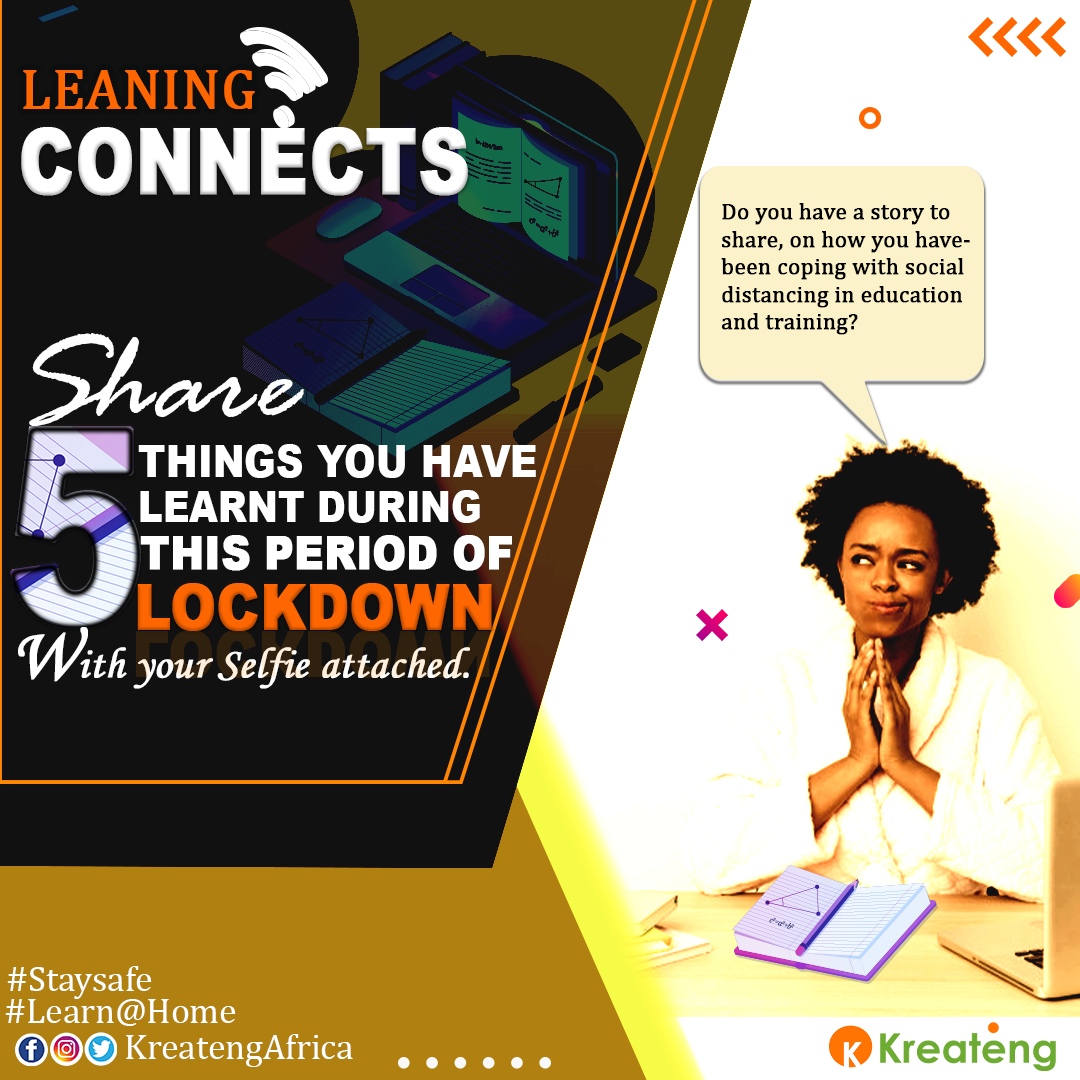 LEANING
CONNECTS
Do you have a story to
share, on how you have-
been coping with social
distancing in education
and training?
Share
5 THINGS YOU HAVE
LEARNT DURING
THIS PERIOD OF
LOCKDOWN
With your Selfie attached.
#Staysafe
#Learn@Home
KreatengAfrica
K Kreateng